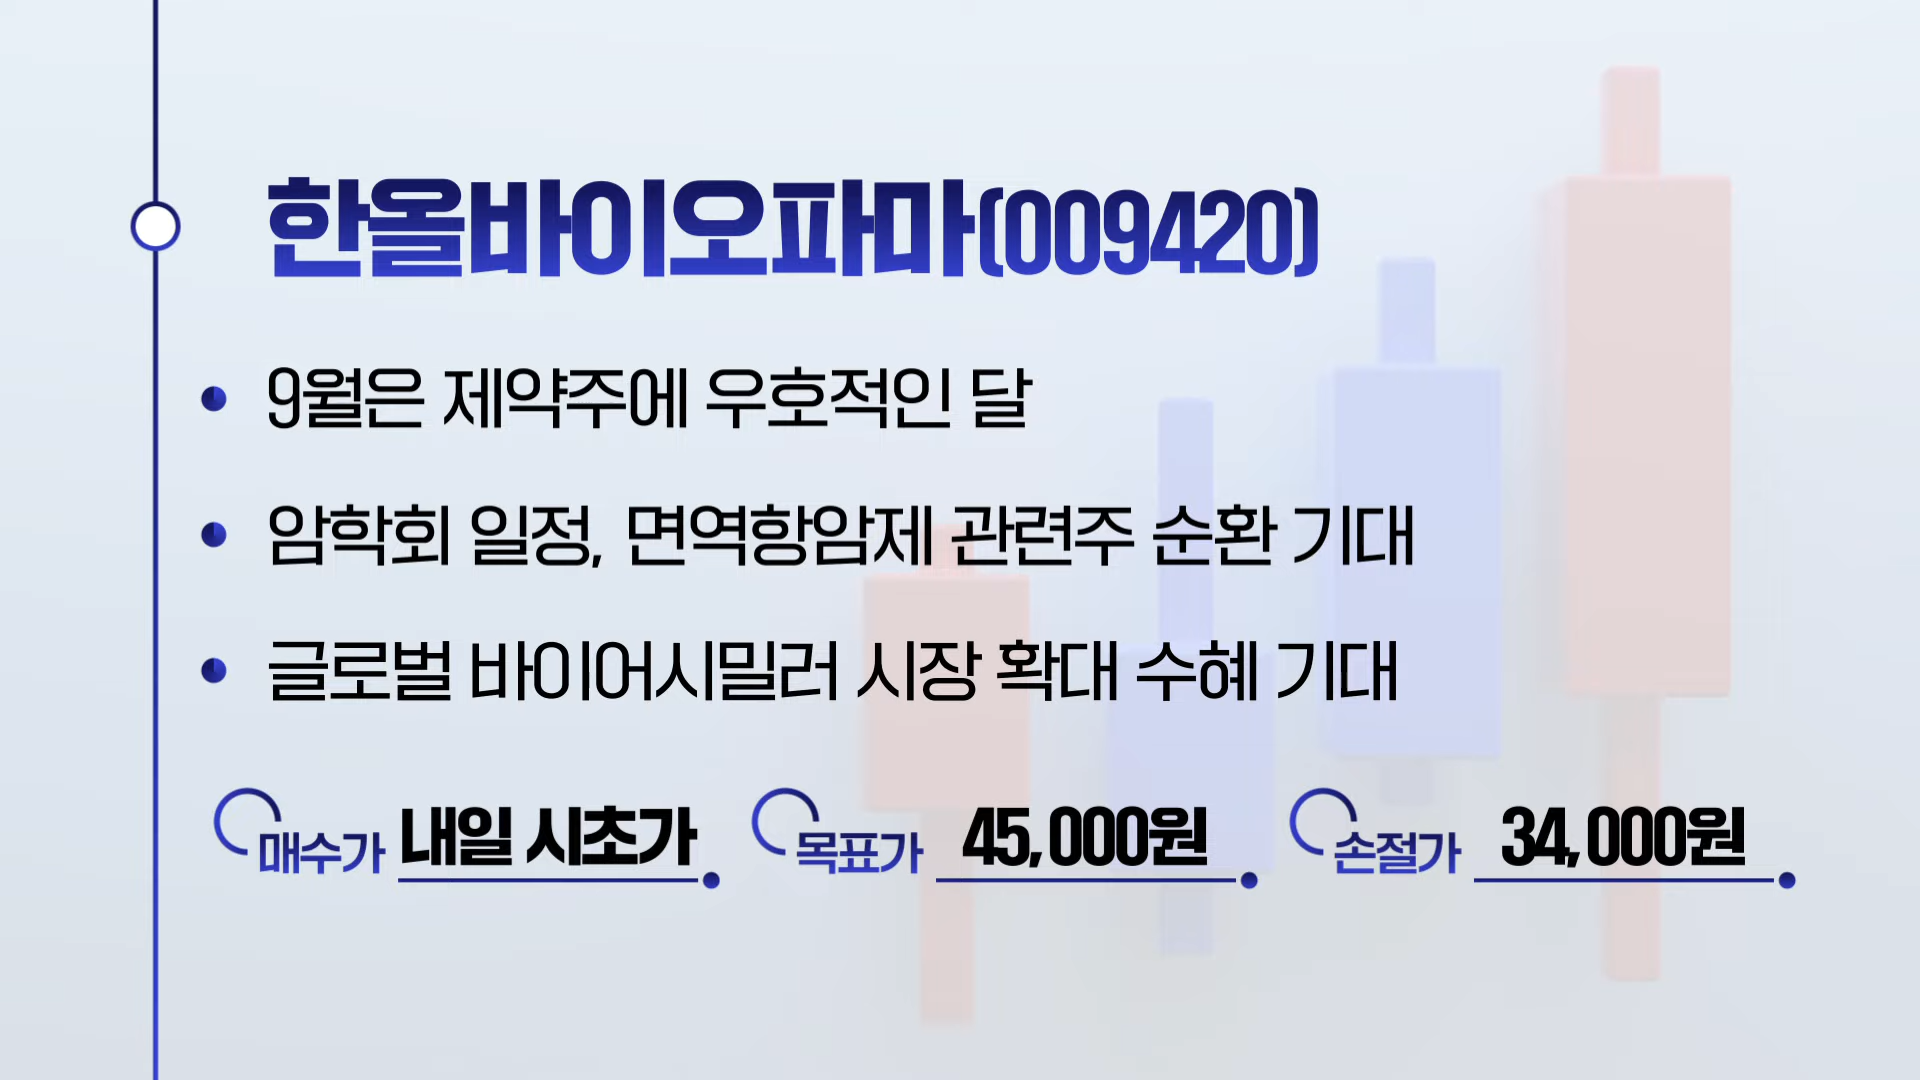 한올바이오파마(009420)
9월은 제약주에 우호적인 달
암학회 일정, 면역항암제 관련주 순환 기대
글로벌 바이어시밀러 시장 확대 수혜 기대
매수가 내일 시초가 목표가 45,000원 손절가 34,000원